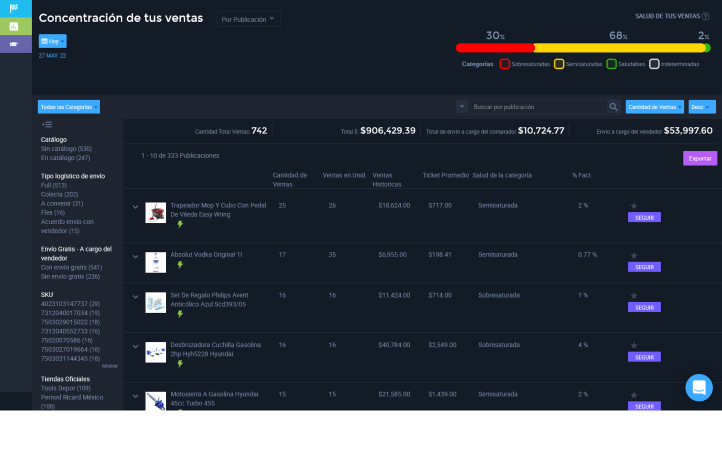 Concentración de tus ventas
Por Publicación
SALUD DE TUS VENTAS
Hoy
27 MAY. 22
30% 68% 2%
Categorías Sobresaturadas Semisaturadas Saludables Indeterminadas
Todas las Categorías
Buscar por publicación
Cantidad de Ventas
Desc
Cantidad Total Ventas: 742
Total $: $906,429.39
Total de envío a cargo del comprador $10,724.77
Envío a cargo del vendedor $53,997.60
1 - 10 de 333 Publicaciones
Exportar
Catálogo
Sin catálogo (530)
En catálogo (247)
Tipo logístico de envío
Full (513)
Colecta (202)
A convenir (31)
Flex (16)
Acuerdo envío con
vendedor (15)
Envío Gratis - A cargo del
vendedor
Con envío gratis (541)
Sin envío gratis (236)
SKU
4023103147737 (29)
7312040017034 (19)
7503029015022 (18)
7312040552733 (16)
75020070586 (16)
7503027019964 (16)
7503031144345 (16)
Mostrar
Tiendas Oficiales
Tools Depot (109)
Pernod Ricard México
(108)
Cantidad de
Ventas
Ventas en Unid.
Ventas
Historicas
Ticket Promedio
Salud de la categoría
% Fact.
Trapeador Mop Y Cubo Con Pedal
De Vileda Easy Wring
25 26 $18,624.00 $717.00 Semisaturada 2 %
SEGUIR
Absolut Vodka Original 1l
17 35 $6,955.00 $198.41 Semisaturada 0.77 %
SEGUIR
Set De Regalo Philips Avent
Anticólico Azul Scd393/05
16 16 $11,424.00 $714.00 Sobresaturada 1 %
SEGUIR
Desbrozadora Cuchilla Gasolina
2hp Hyh5228 Hyundai
16 16 $40,784.00 $2,549.00 Sobresaturada 4 %
SEGUIR
Motosierra A Gasolina Hyundai
45cc Turbo 455
15 15 $21,585.00 $1,439.00 Semisaturada 2 %
SEGUIR